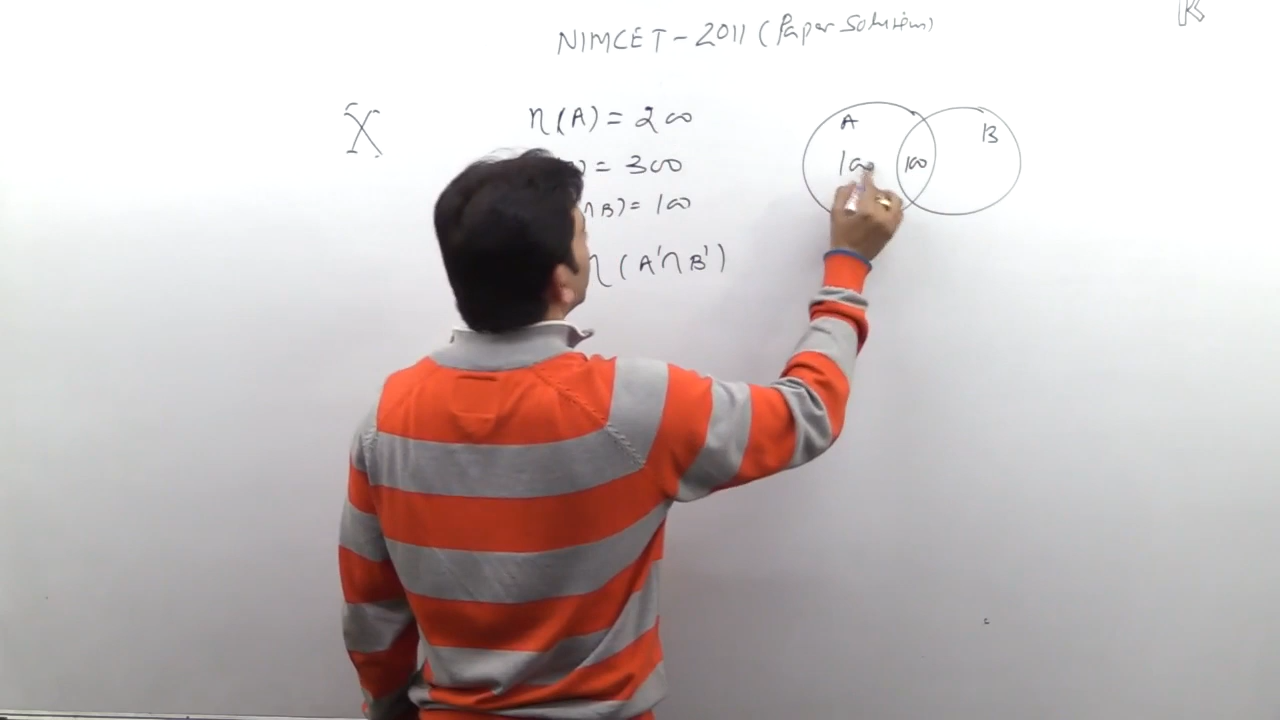 NIMCET-2011 (Paper Solutions)
X
n(A) = 200
= 300
∩B) = 100
(A'∩B')
A
B
100
100